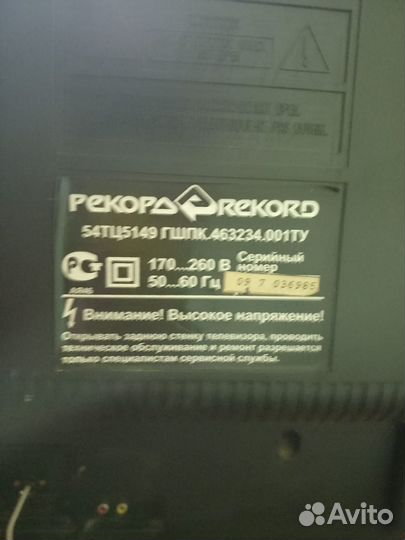 РЕКОРД REKORD
54ТЦ5149 ГШПК.463234.001ТУ
170...260 В Серийный
50...60 Гц номер 09 7 036985
Внимание! Высокое напряжение!
Открывать заднюю стенку телевизора, проводить
техническое обслуживание и ремонт разрешается
только специалистам сервисной службы.
Avito